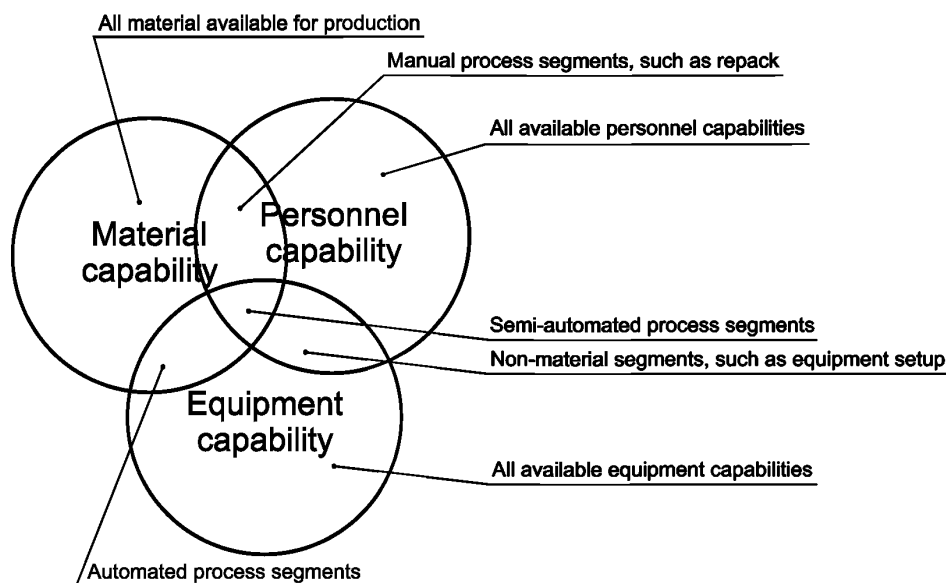 All material available for production
Manual process segments, such as repack
All available personnel capabilities
Material
capability
Personnel
capability
Semi-automated process segments
Non-material segments, such as equipment setup
Equipment
capability
All available equipment capabilities
Automated process segments